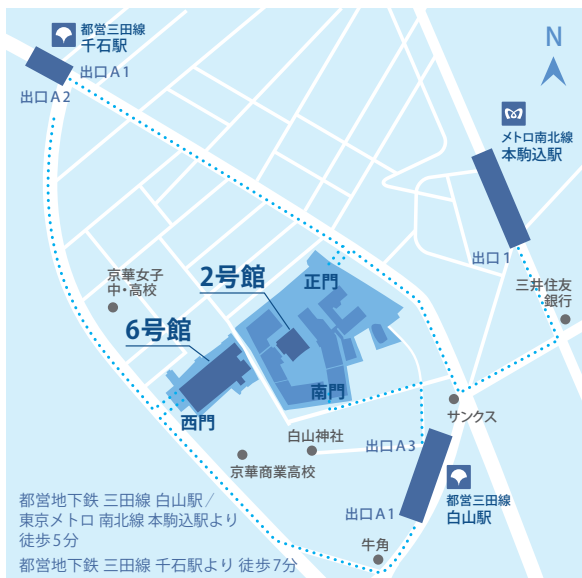 都営三田線
千石駅
出口A1
出口A2
N
メトロ南北線
本駒込駅
出口1
三井住友
銀行
京華女子
中・高校
2号館
正門
6号館
南門
西門
サンクス
白山神社
出口A3
京華商業高校
都営三田線
白山駅
出口A1
牛角
都営地下鉄 三田線 白山駅/
東京メトロ 南北線 本駒込駅より
徒歩5分
都営地下鉄 三田線 千石駅より 徒歩7分